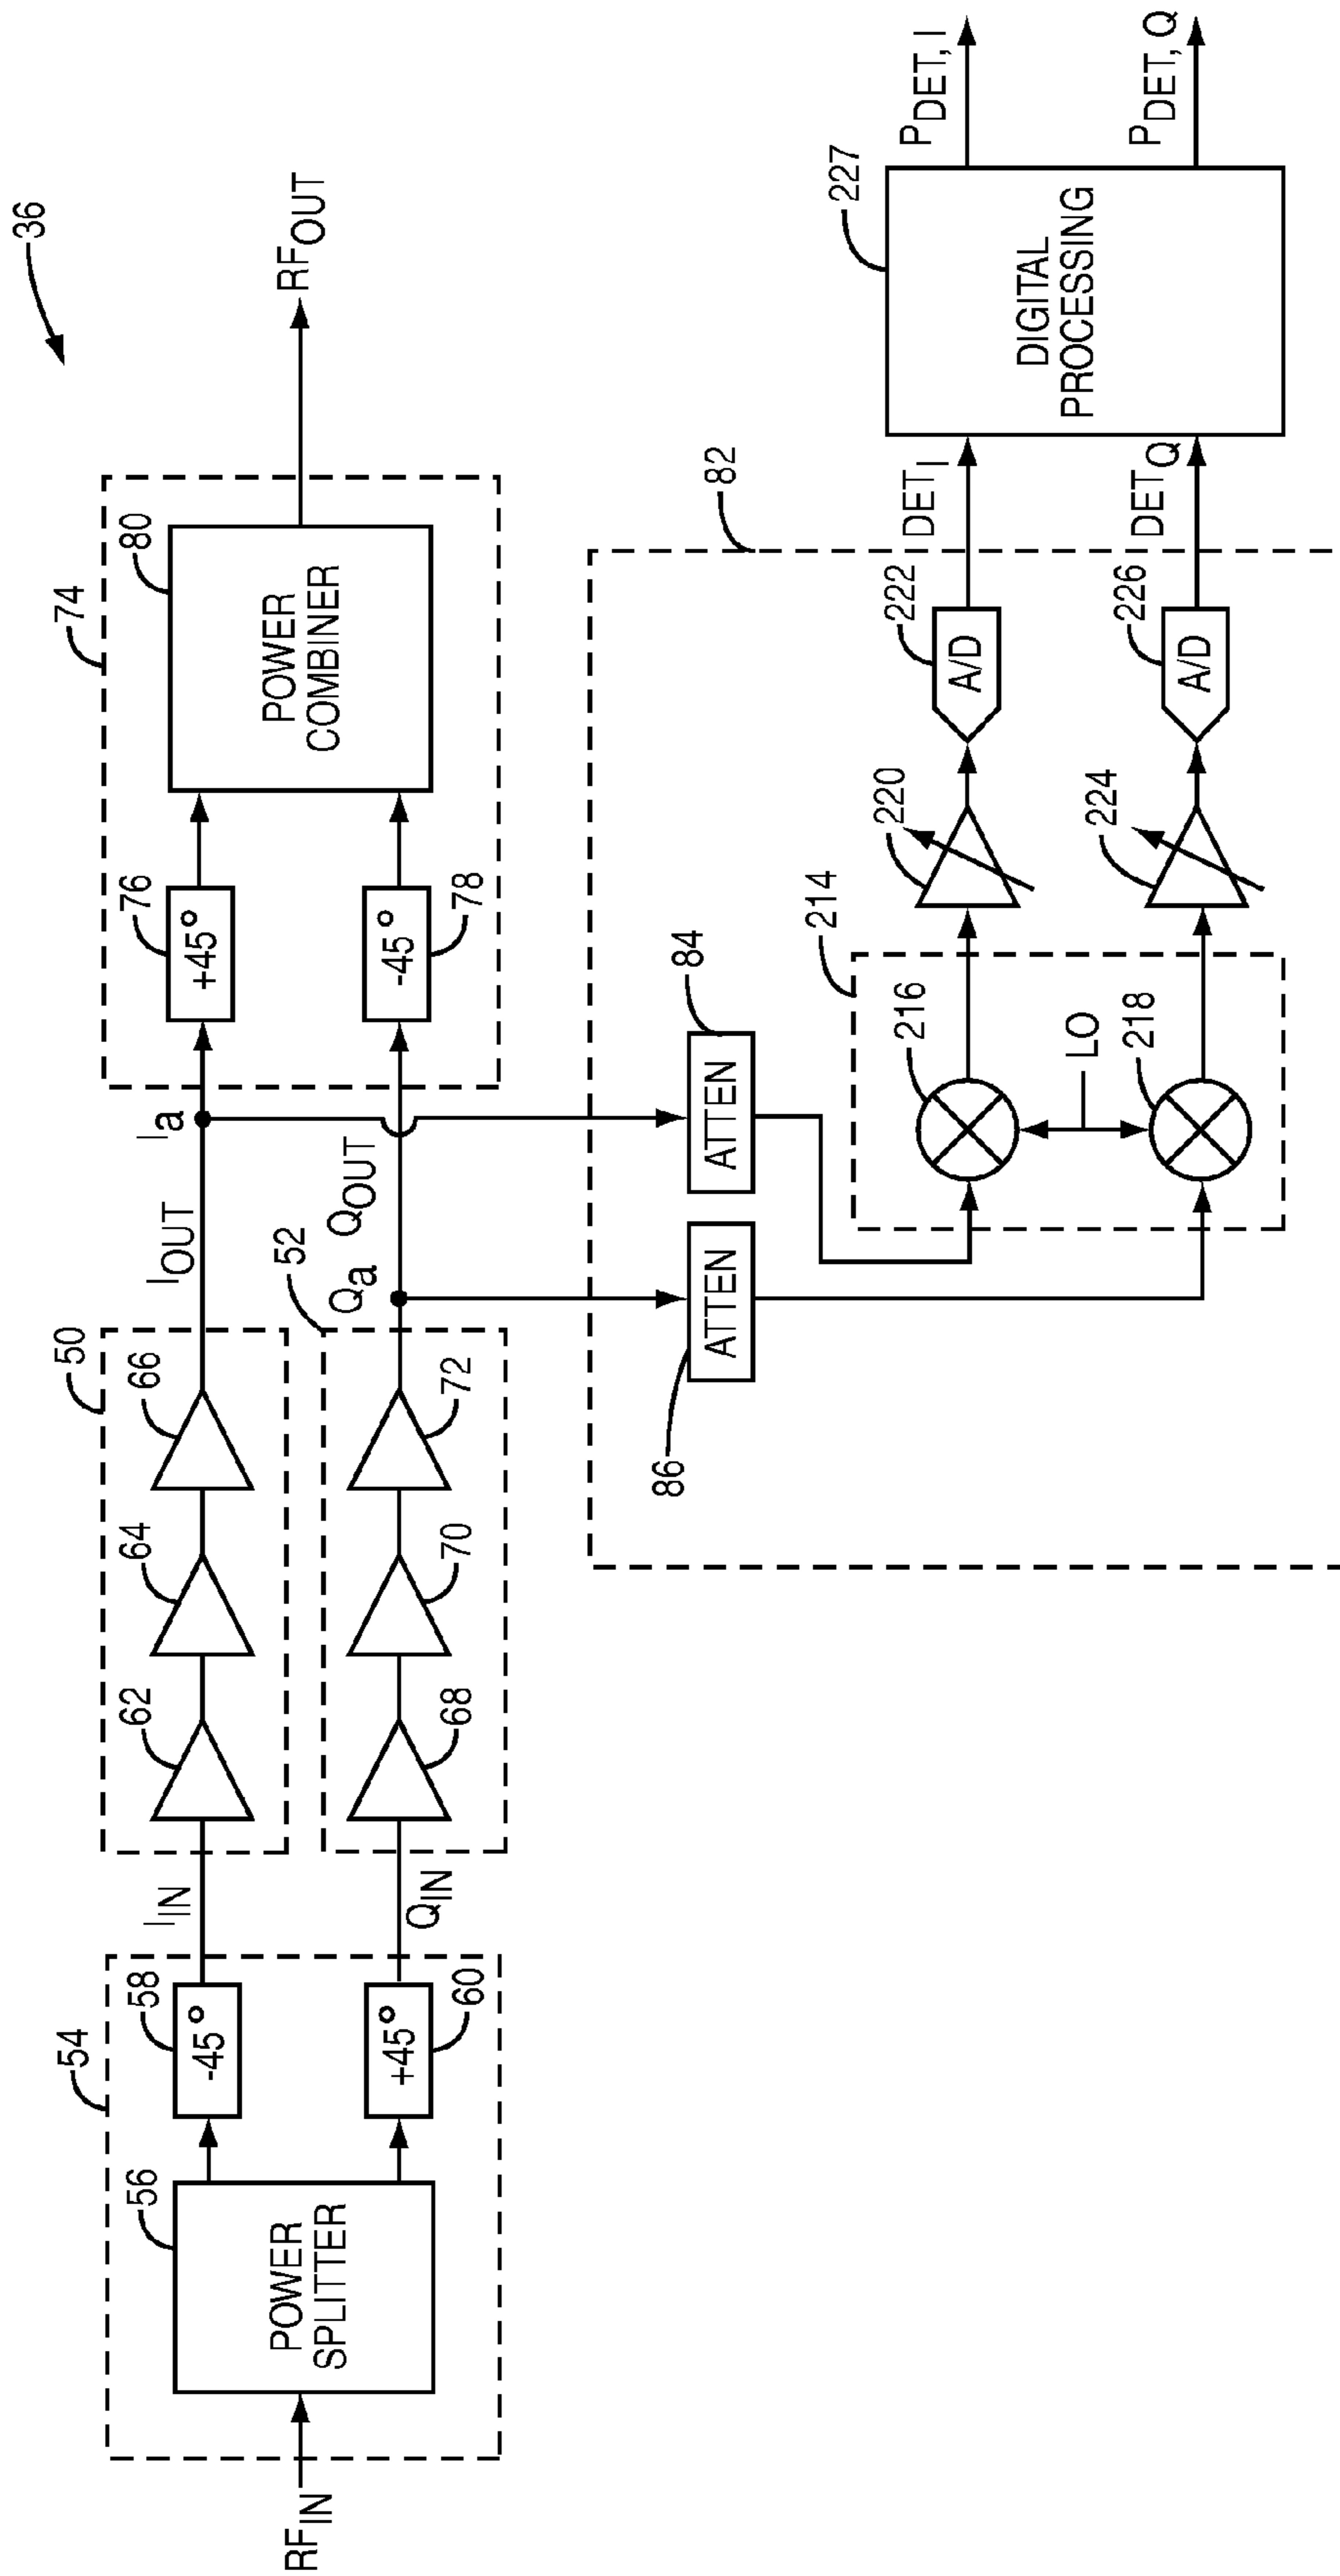 36
54
56
58
-45°
I_IN
50
62
64
66
I_OUT
I_a
74
76
+45°
80
POWER
COMBINER
RF_OUT
RF_IN
POWER
SPLITTER
+45°
60
Q_IN
68
70
72
52
Q_a
Q_OUT
-45°
78
82
86
ATTEN
ATTEN
84
214
216
LO
218
220
224
222
A/D
226
A/D
DET_I
DET_Q
227
DIGITAL
PROCESSING
P_DET, I
P_DET, Q